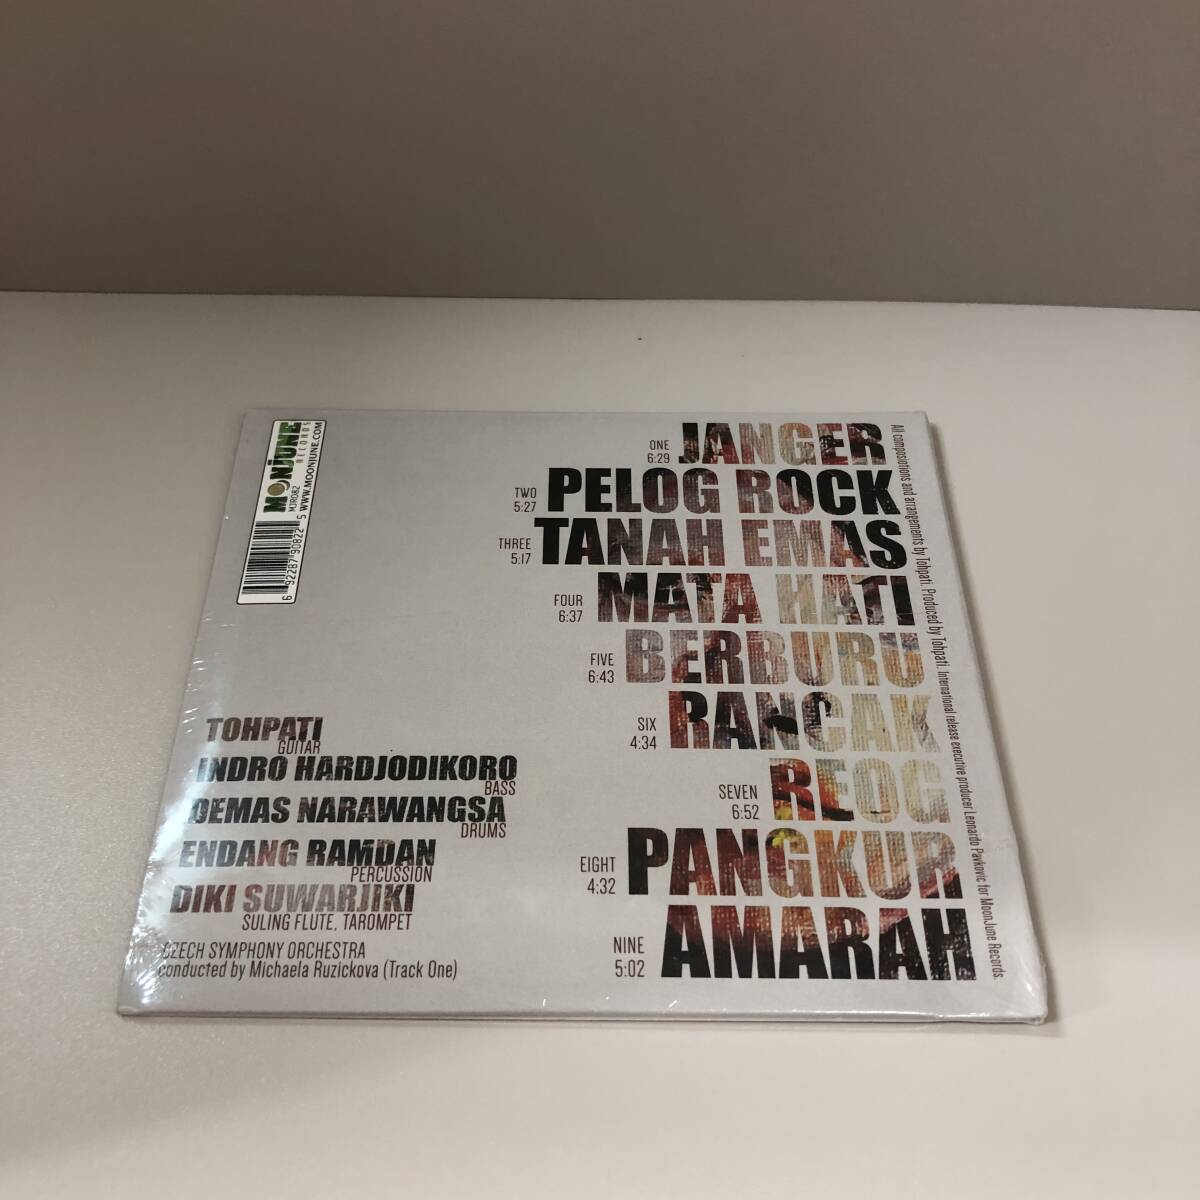 MOONJUNE
RECORDS
MJR082
WWW.MOONJUNE.COM
6 92287 90822 5
ONE
6:29
JANGER
TWO
5:27
PELOG ROCK
THREE
5:17
TANAH EMAS
FOUR
6:37
MATA HATI
FIVE
6:43
BERBURU
SIX
4:34
RANCAK
SEVEN
6:52
REOG
EIGHT
4:32
PANGKUR
NINE
5:02
AMARAH
TOHPATI
GUITAR
INDRO HARDJODIKORO
BASS
DEMAS NARAWANGSA
DRUMS
ENDANG RAMDAN
PERCUSSION
DIKI SUWARJIKI
SULING FLUTE, TAROMPET
CZECH SYMPHONY ORCHESTRA
conducted by Michaela Ruzickova (Track One)
All compositions and arrangements by Tohpati. Produced by Tohpati. International release executive producer Leonardo Pavkovic for MoonJune Records.